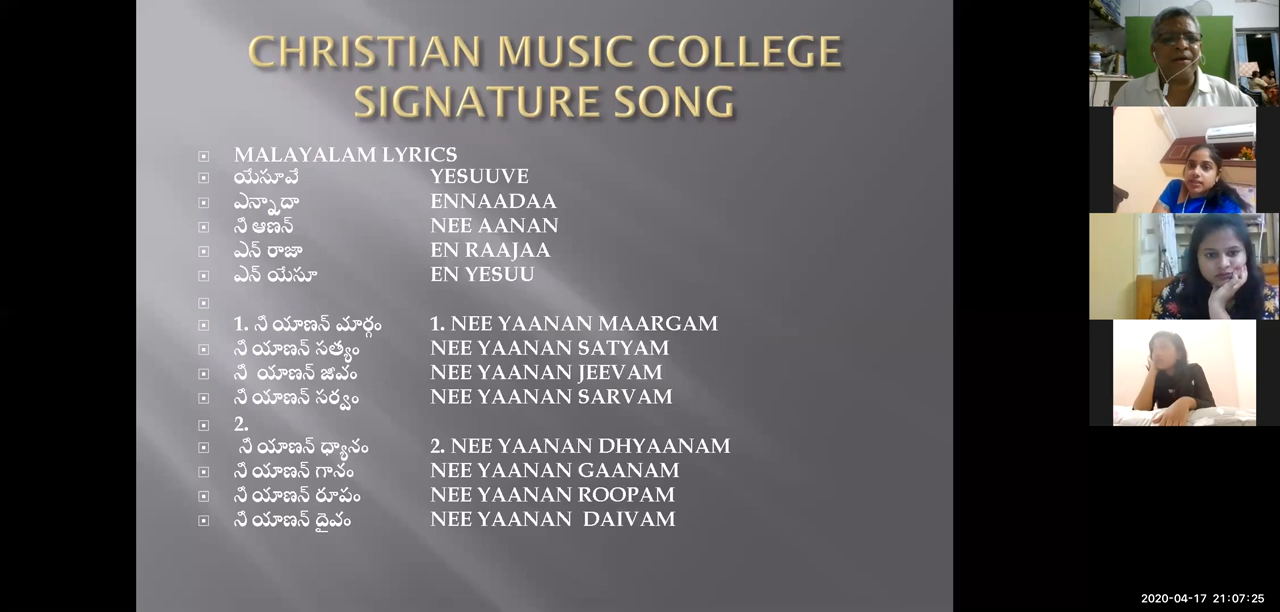 CHRISTIAN MUSIC COLLEGE
SIGNATURE SONG
MALAYALAM LYRICS
యేసూవే YESUUVE
ఎన్నాదా ENNAADAA
నీ ఆణన్ NEE AANAN
ఎన్ రాజా EN RAAJAA
ఎన్ యేసూ EN YESUU
1. నీ యాణన్ మార్గం 1. NEE YAANAN MAARGAM
నీ యాణన్ సత్యం NEE YAANAN SATYAM
నీ యాణన్ జీవం NEE YAANAN JEEVAM
నీ యాణన్ సర్వం NEE YAANAN SARVAM
2.
నీ యాణన్ ధ్యానం 2. NEE YAANAN DHYAANAM
నీ యాణన్ గానం NEE YAANAN GAANAM
నీ యాణన్ రూపం NEE YAANAN ROOPAM
నీ యాణన్ దైవం NEE YAANAN DAIVAM
2020-04-17 21:07:25